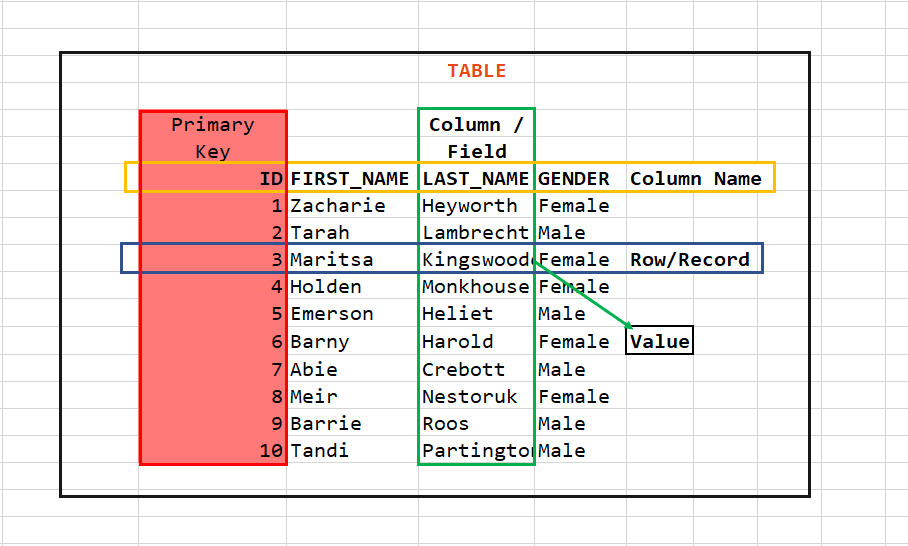 TABLE
Primary Column /
Key Field
ID FIRST_NAME LAST_NAME GENDER Column Name
1 Zacharie Heyworth Female
2 Tarah Lambrecht Male
3 Maritsa Kingswood Female Row/Record
4 Holden Monkhouse Female
5 Emerson Heliet Male
6 Barny Harold Female Value
7 Abie Crebott Male
8 Meir Nestoruk Female
9 Barrie Roos Male
10 Tandi Partington Male